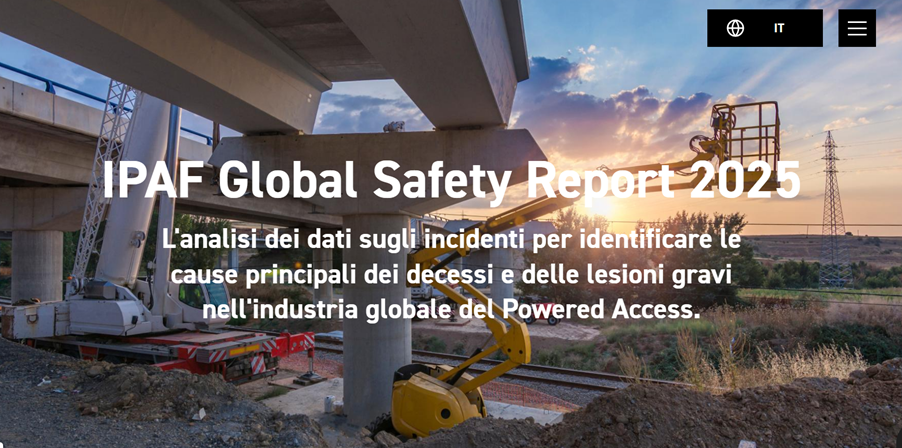 IT
IPAF Global Safety Report 2025
L'analisi dei dati sugli incidenti per identificare le
cause principali dei decessi e delle lesioni gravi
nell'industria globale del Powered Access.